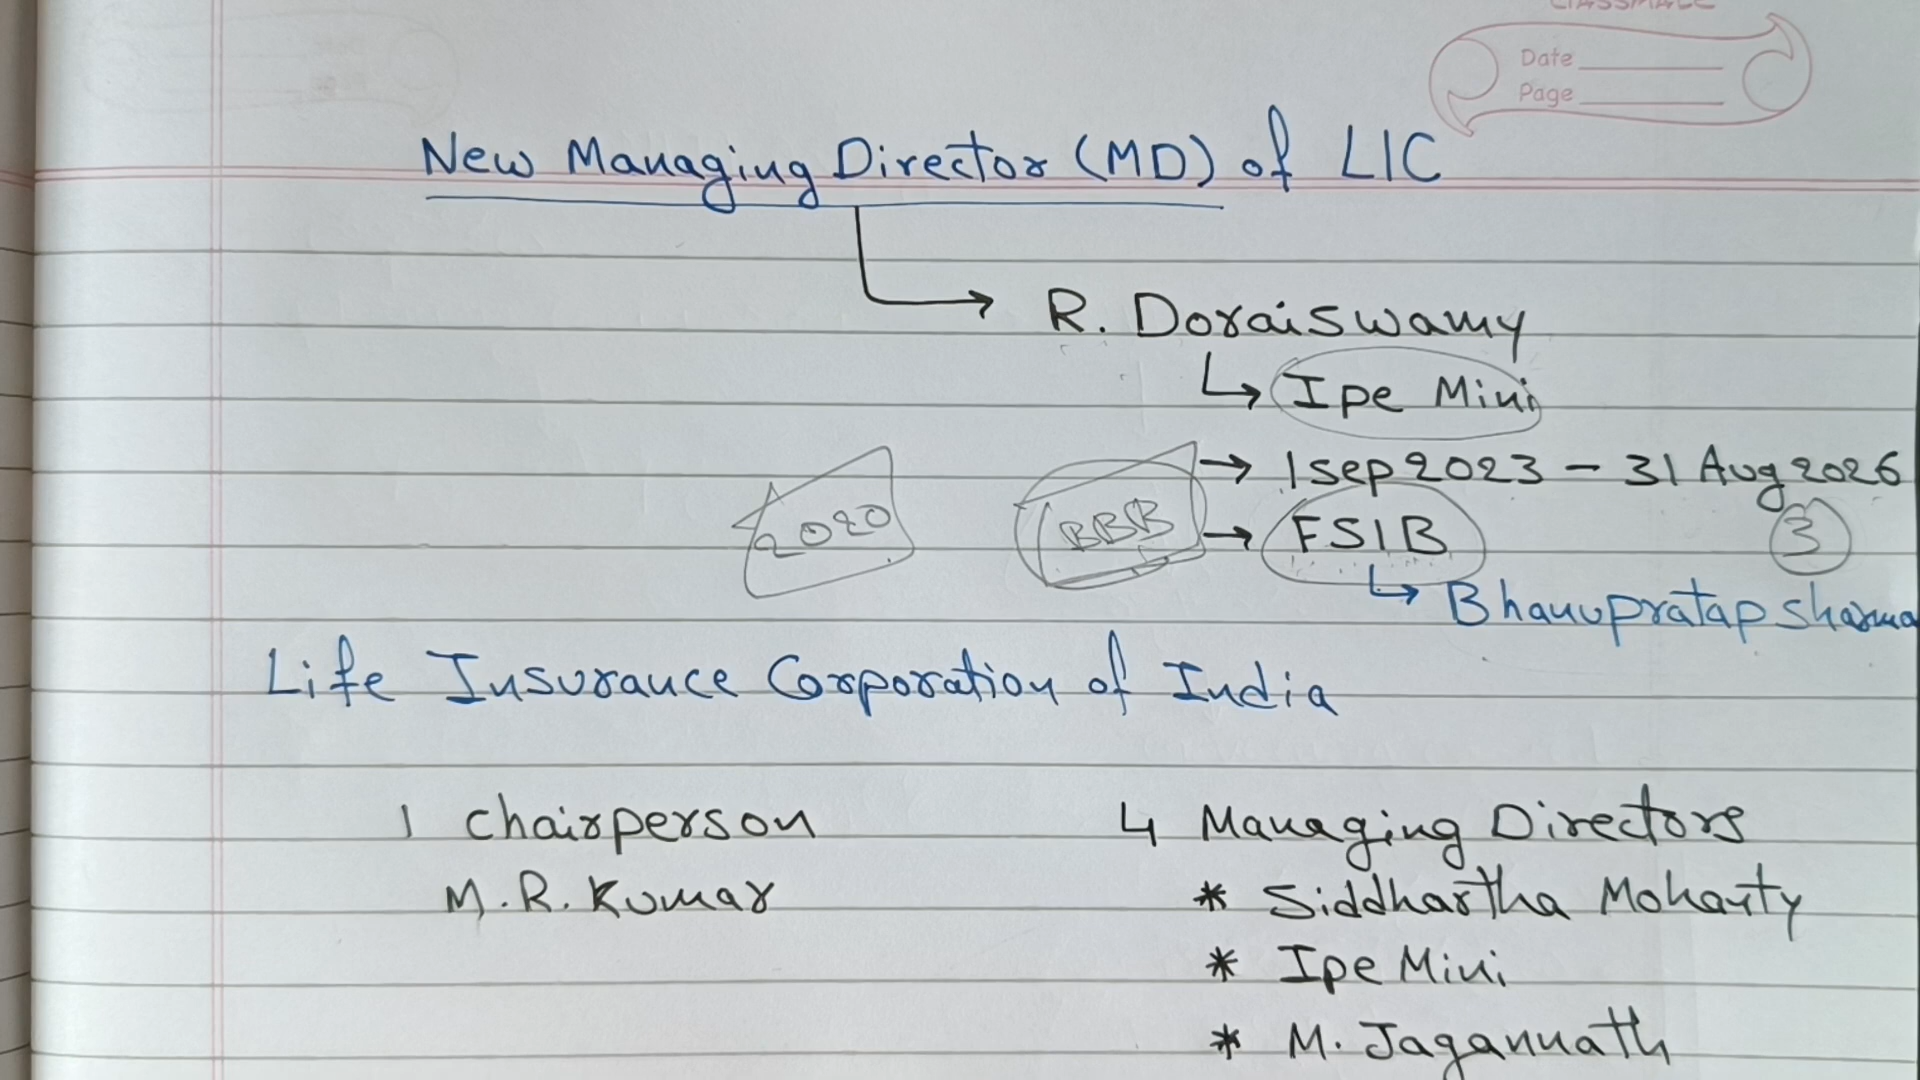 classmate
Date
Page
New Managing Director (MD) of LIC
R. Doraiswamy
Ipe Mini
1 Sep 2023 - 31 Aug 2026
2020 BBB → FSIB 3
Bhanupratap Sharma
Life Insurance Corporation of India
1 Chairperson 4 Managing Directors
M.R. Kumar * Siddhartha Mohanty
* Ipe Mini
* M. Jagannath